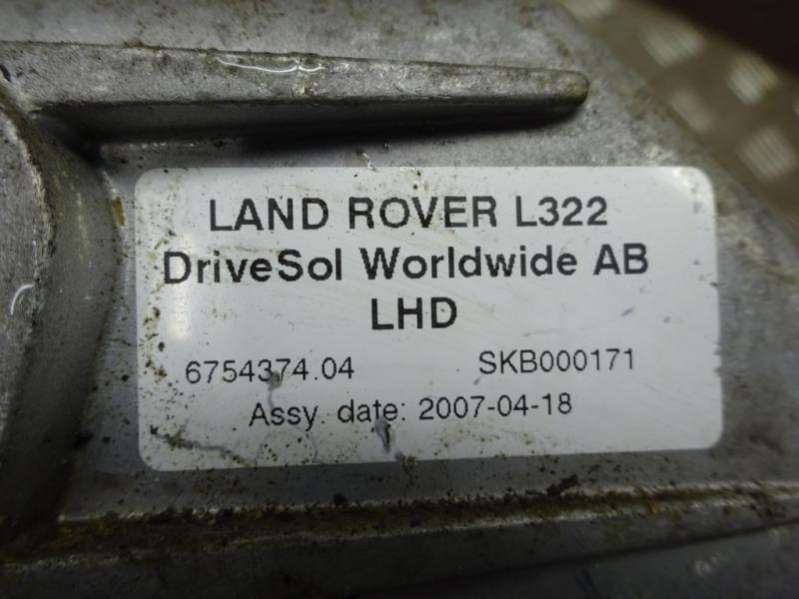 LAND ROVER L322
DriveSol Worldwide AB
LHD
6754374.04 SKB000171
Assy. date: 2007-04-18